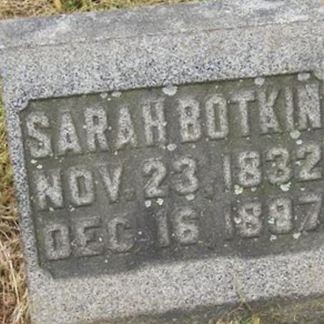 SARAH BOTKIN
NOV. 23, 1832
DEC 16 1897